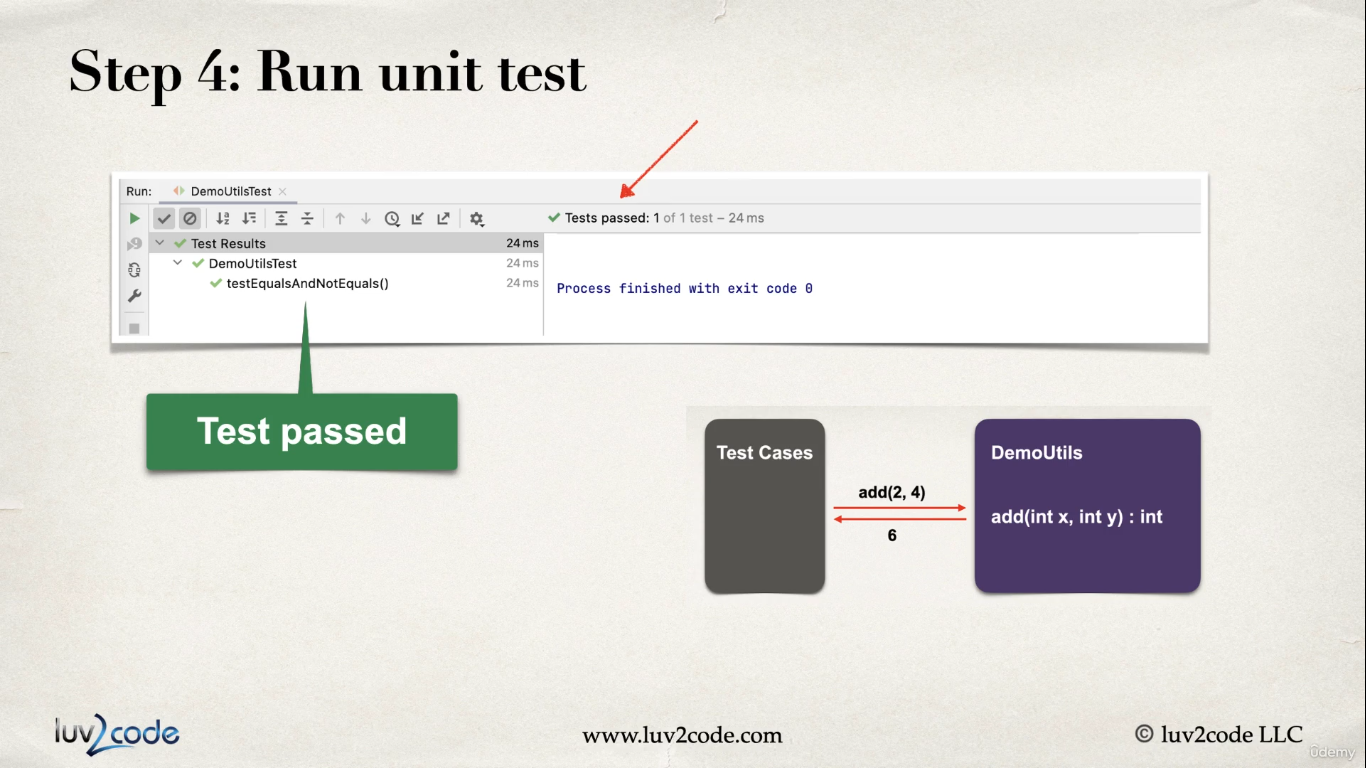 Step 4: Run unit test
Run: DemoUtilsTest
Tests passed: 1 of 1 test – 24 ms
Test Results 24 ms
DemoUtilsTest 24 ms
testEqualsAndNotEquals() 24 ms
Process finished with exit code 0
Test passed
Test Cases
DemoUtils
add(2, 4)
add(int x, int y) : int
6
luv2code
www.luv2code.com
© luv2code LLC
ûdemy